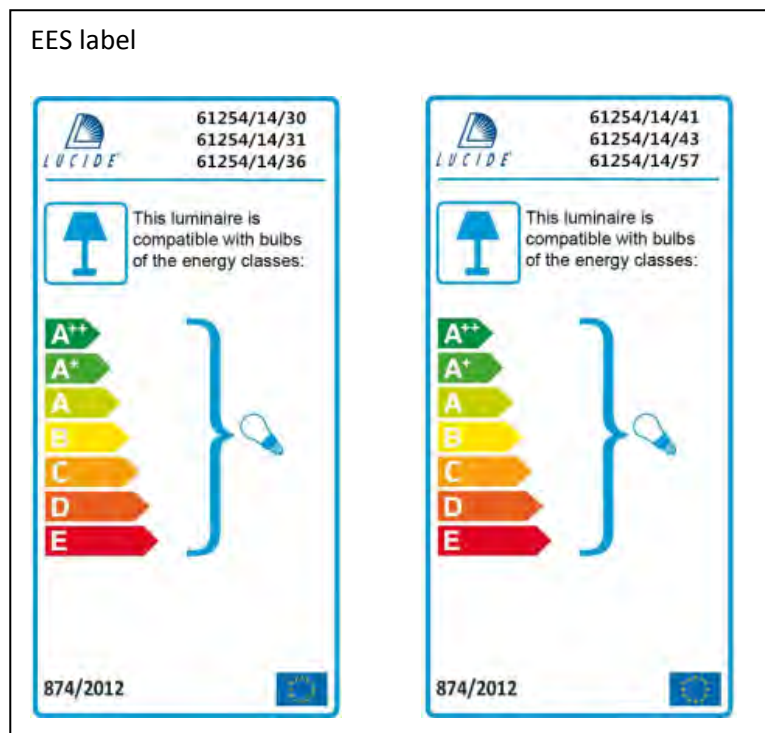 EES label
LUCIDE
61254/14/30
61254/14/31
61254/14/36
This luminaire is
compatible with bulbs
of the energy classes:
A++
A+
A
B
C
D
E
874/2012
LUCIDE
61254/14/41
61254/14/43
61254/14/57
This luminaire is
compatible with bulbs
of the energy classes:
A++
A+
A
B
C
D
E
874/2012